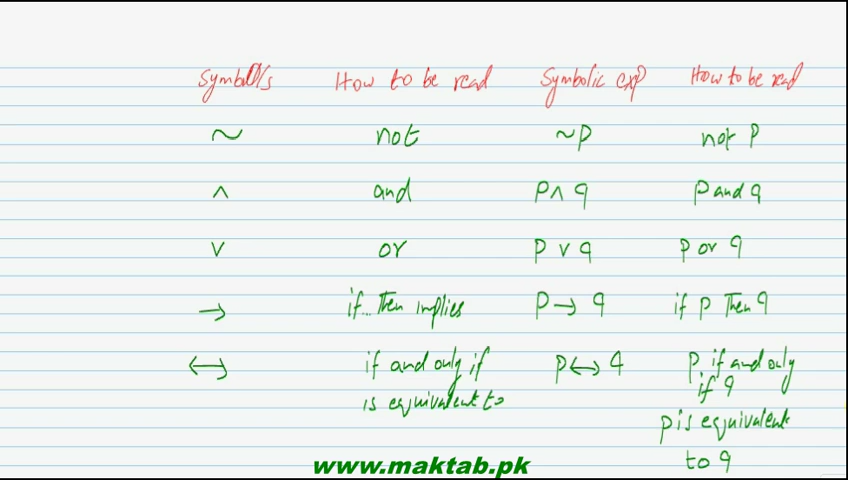 Symbols How to be read Symbolic exp How to be read
~ not ~p not p
∧ and p∧q p and q
∨ or p∨q p or q
→ if...Then implies p→q if p Then q
↔ if and only if p↔q p if and only
is equivalent to if q
p is equivalent
to q
www.maktab.pk